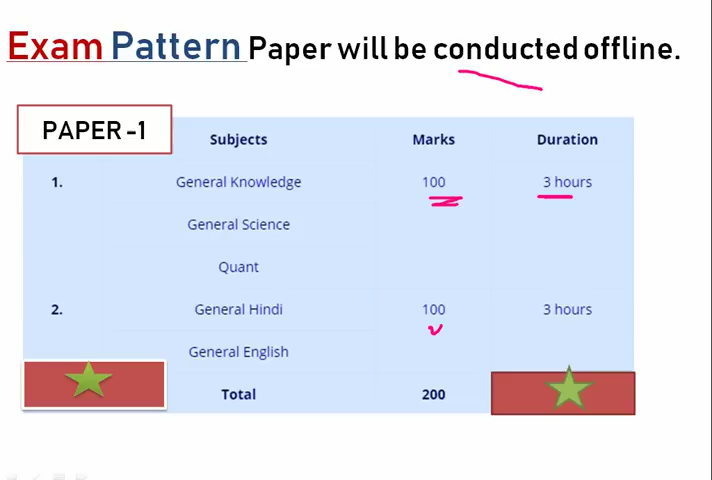 Exam Pattern Paper will be conducted offline.
PAPER -1
Subjects Marks Duration
1. General Knowledge 100 3 hours
General Science
Quant
2. General Hindi 100 3 hours
General English
Total 200